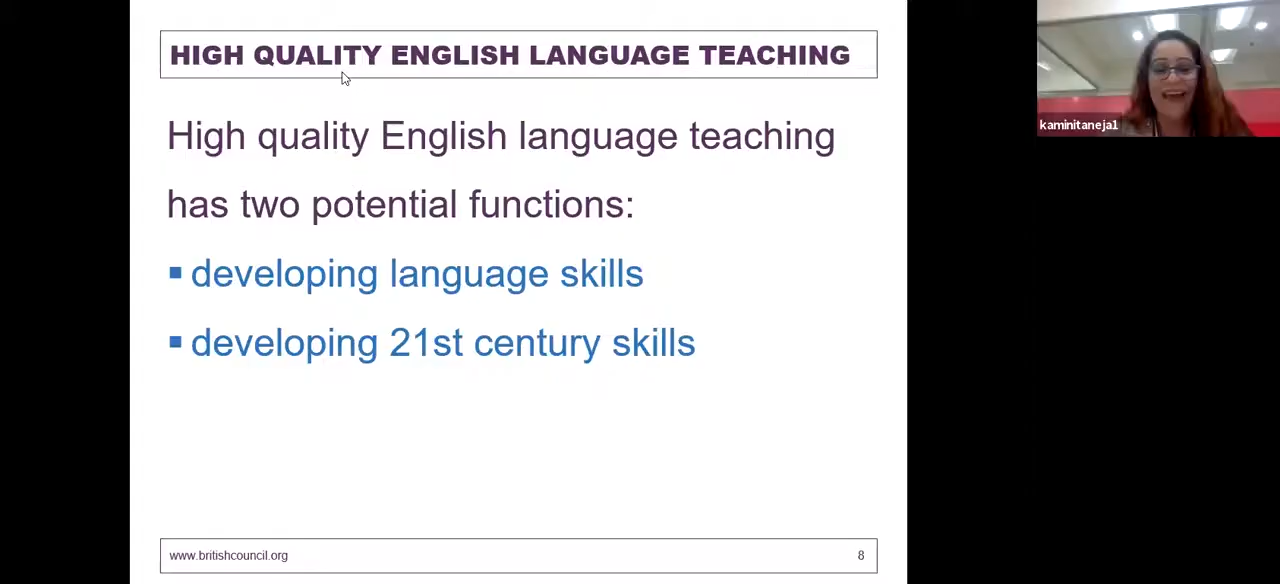 HIGH QUALITY ENGLISH LANGUAGE TEACHING
High quality English language teaching
has two potential functions:
▪ developing language skills
▪ developing 21st century skills
www.britishcouncil.org
8
kaminitaneja1